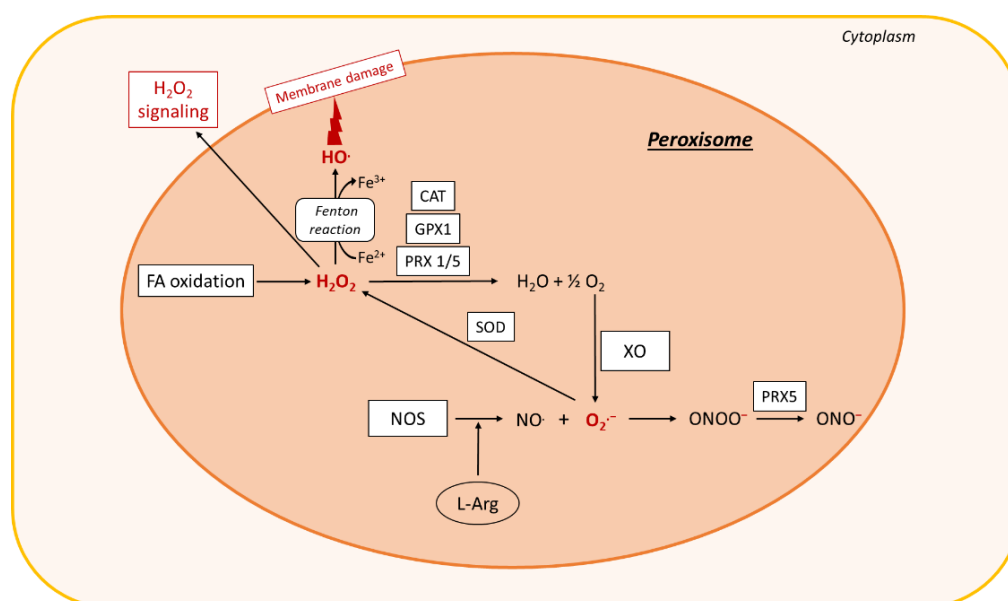 Cytoplasm
Membrane damage
H₂O₂
signaling
Peroxisome
HO·
Fe³⁺
CAT
Fenton
reaction
GPX1
Fe²⁺
PRX 1/5
FA oxidation
H₂O₂
H₂O + ½ O₂
SOD
XO
PRX5
NOS
NO· + O₂·⁻
ONOO⁻
ONO⁻
L-Arg